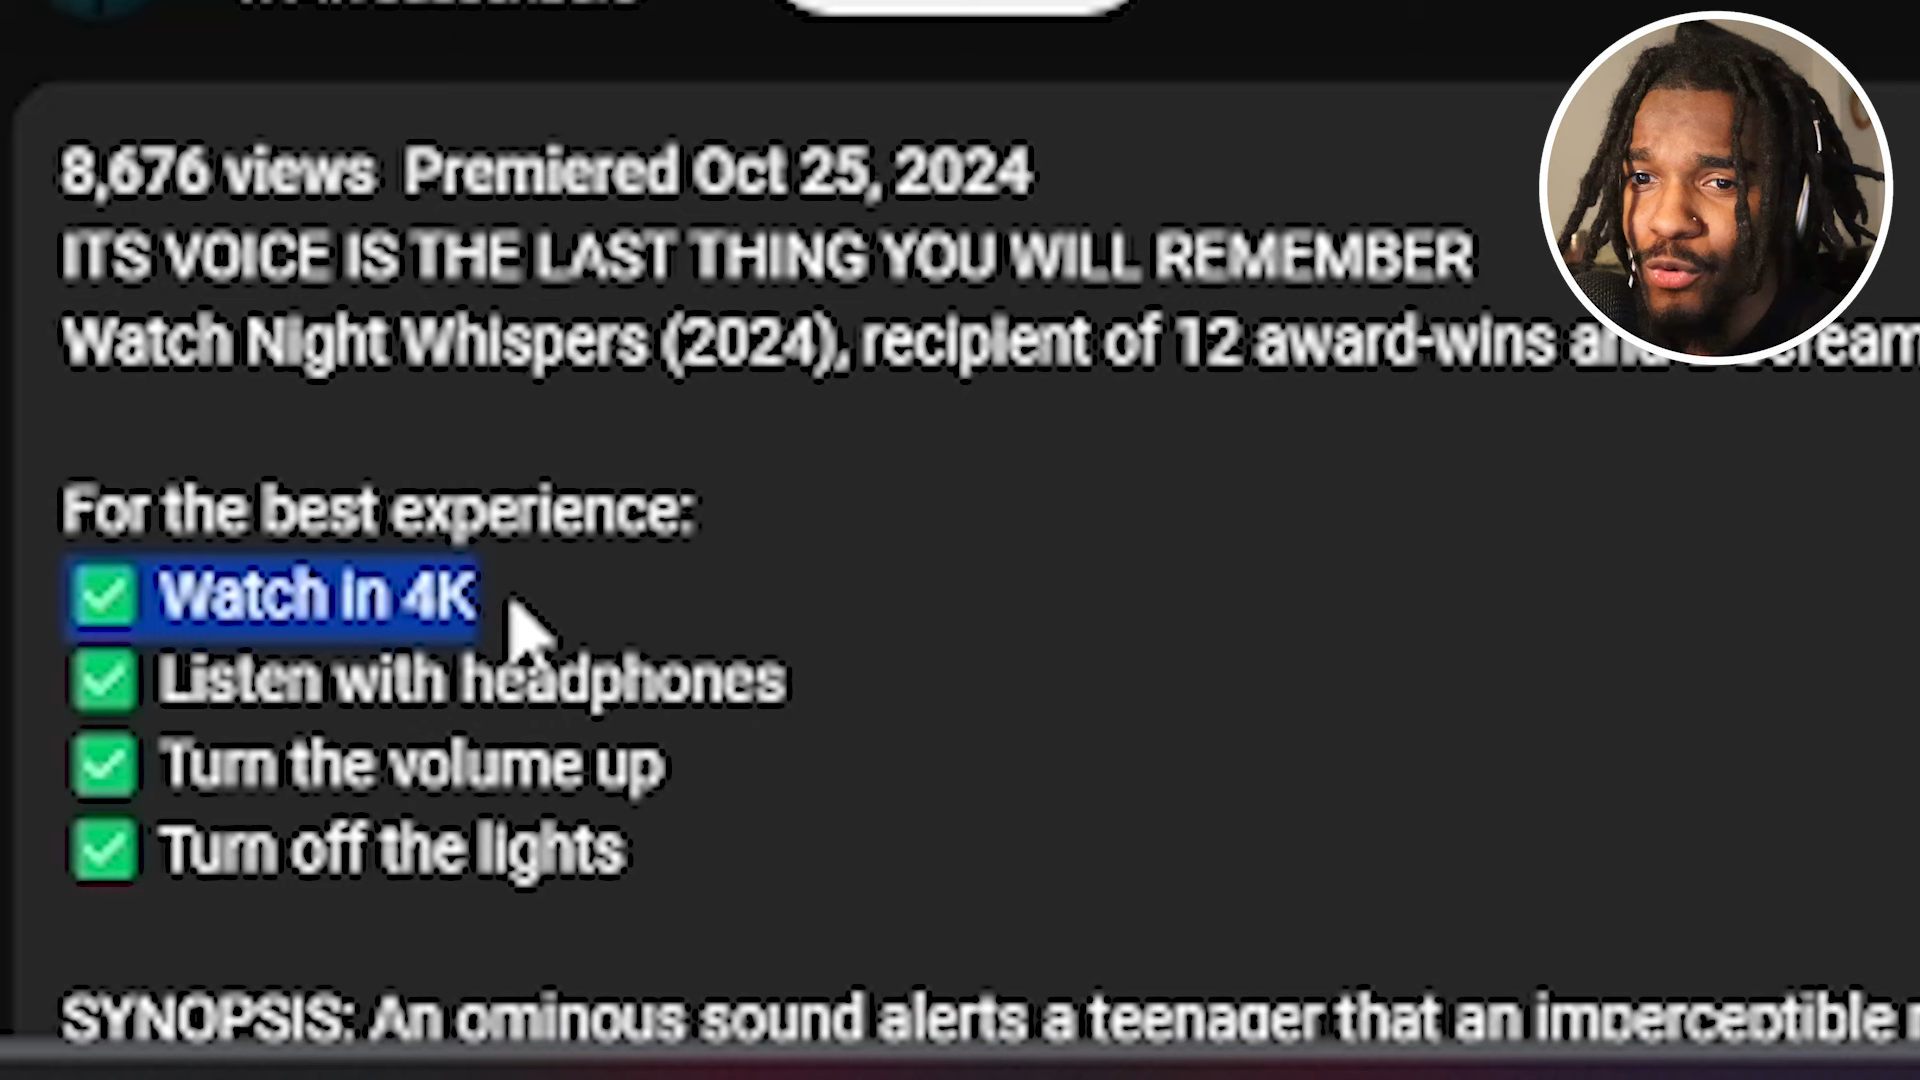 8,676 views Premiered Oct 25, 2024
ITS VOICE IS THE LAST THING YOU WILL REMEMBER
Watch Night Whispers (2024), recipient of 12 award-wins
For the best experience:
✅ Watch in 4K
✅ Listen with headphones
✅ Turn the volume up
✅ Turn off the lights
SYNOPSIS: An ominous sound alerts a teenager that an imperceptible